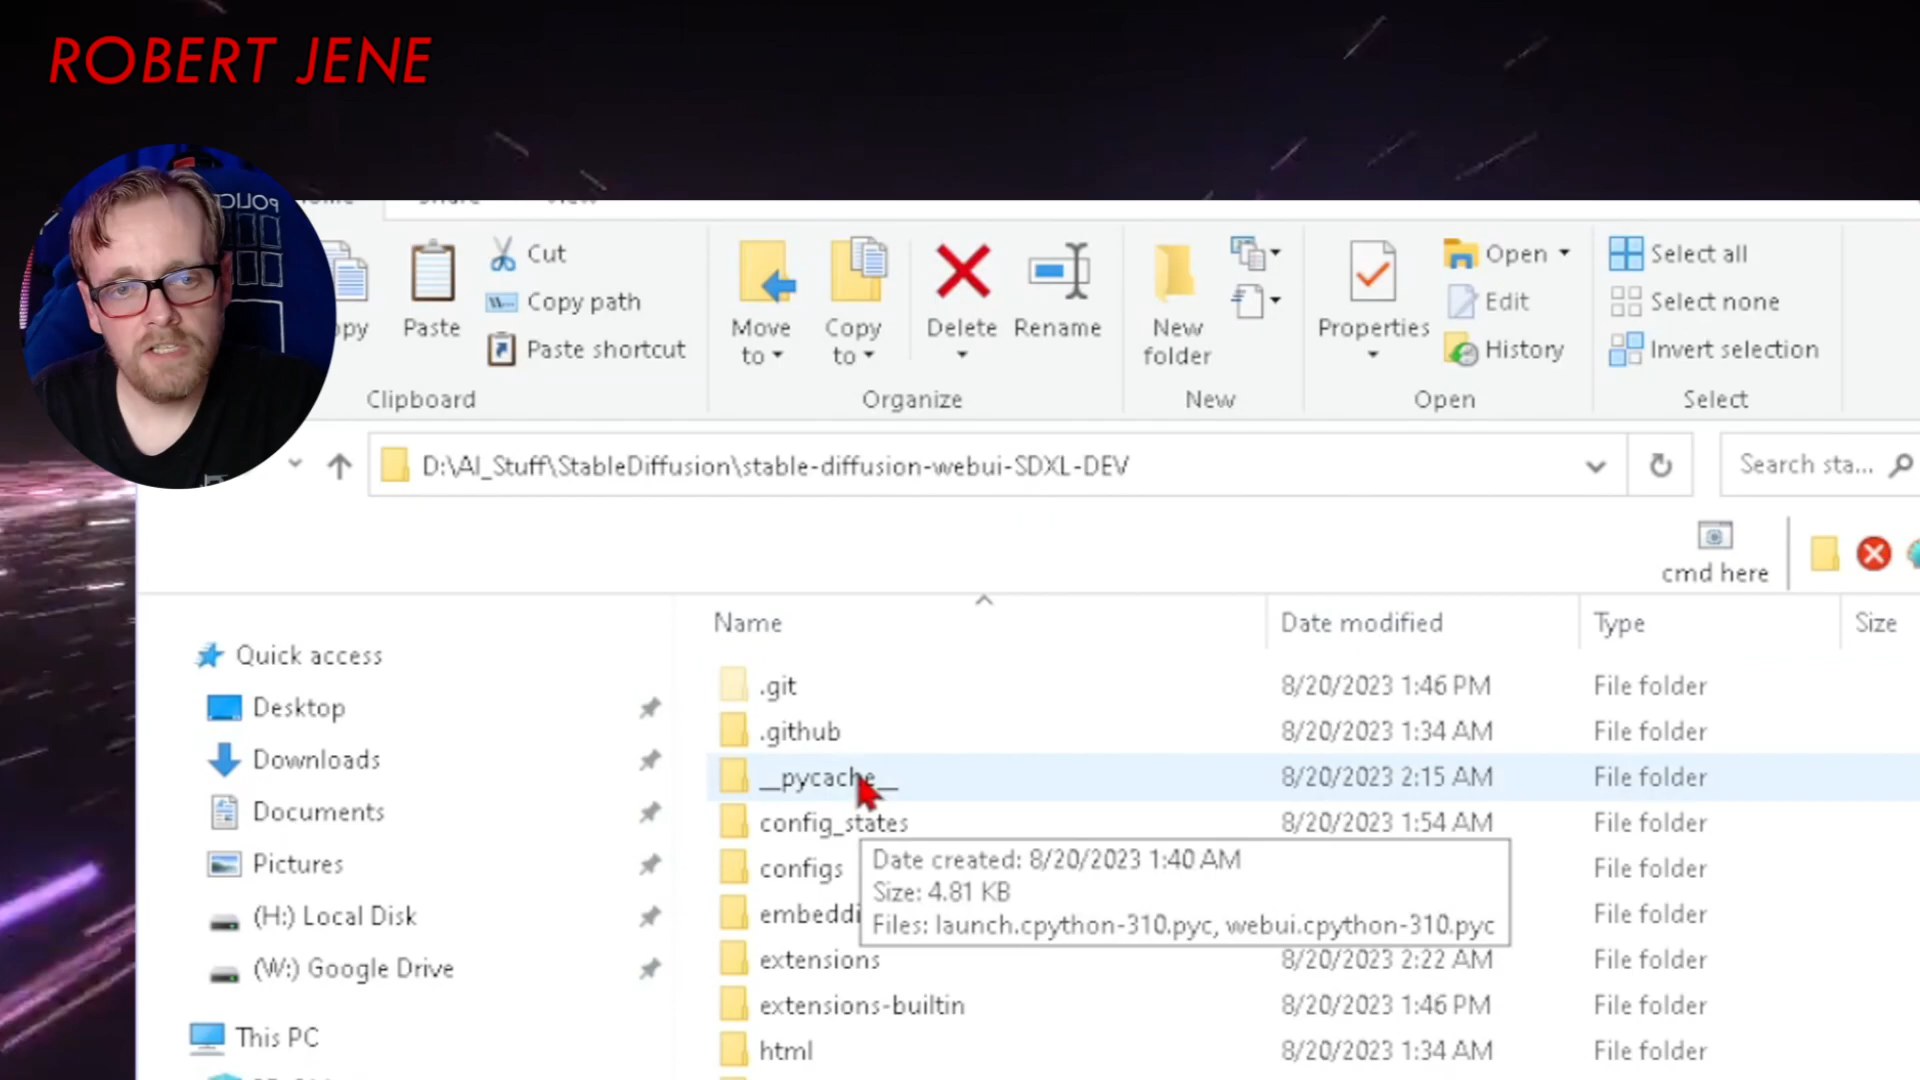 ROBERT JENE
Cut
Copy path
Paste
Paste shortcut
Clipboard
Move to
Copy to
Delete
Rename
Organize
New folder
New
Properties
Open
Edit
History
Open
Select all
Select none
Invert selection
Select
D:\AI_Stuff\StableDiffusion\stable-diffusion-webui-SDXL-DEV
Search sta...
cmd here
Name Date modified Type Size
Quick access
Desktop
Downloads
Documents
Pictures
(H:) Local Disk
(W:) Google Drive
This PC
.git 8/20/2023 1:46 PM File folder
.github 8/20/2023 1:34 AM File folder
__pycache__ 8/20/2023 2:15 AM File folder
config_states 8/20/2023 1:54 AM File folder
configs File folder
embeddi File folder
extensions 8/20/2023 2:22 AM File folder
extensions-builtin 8/20/2023 1:46 PM File folder
html 8/20/2023 1:34 AM File folder
Date created: 8/20/2023 1:40 AM
Size: 4.81 KB
Files: launch.cpython-310.pyc, webui.cpython-310.pyc